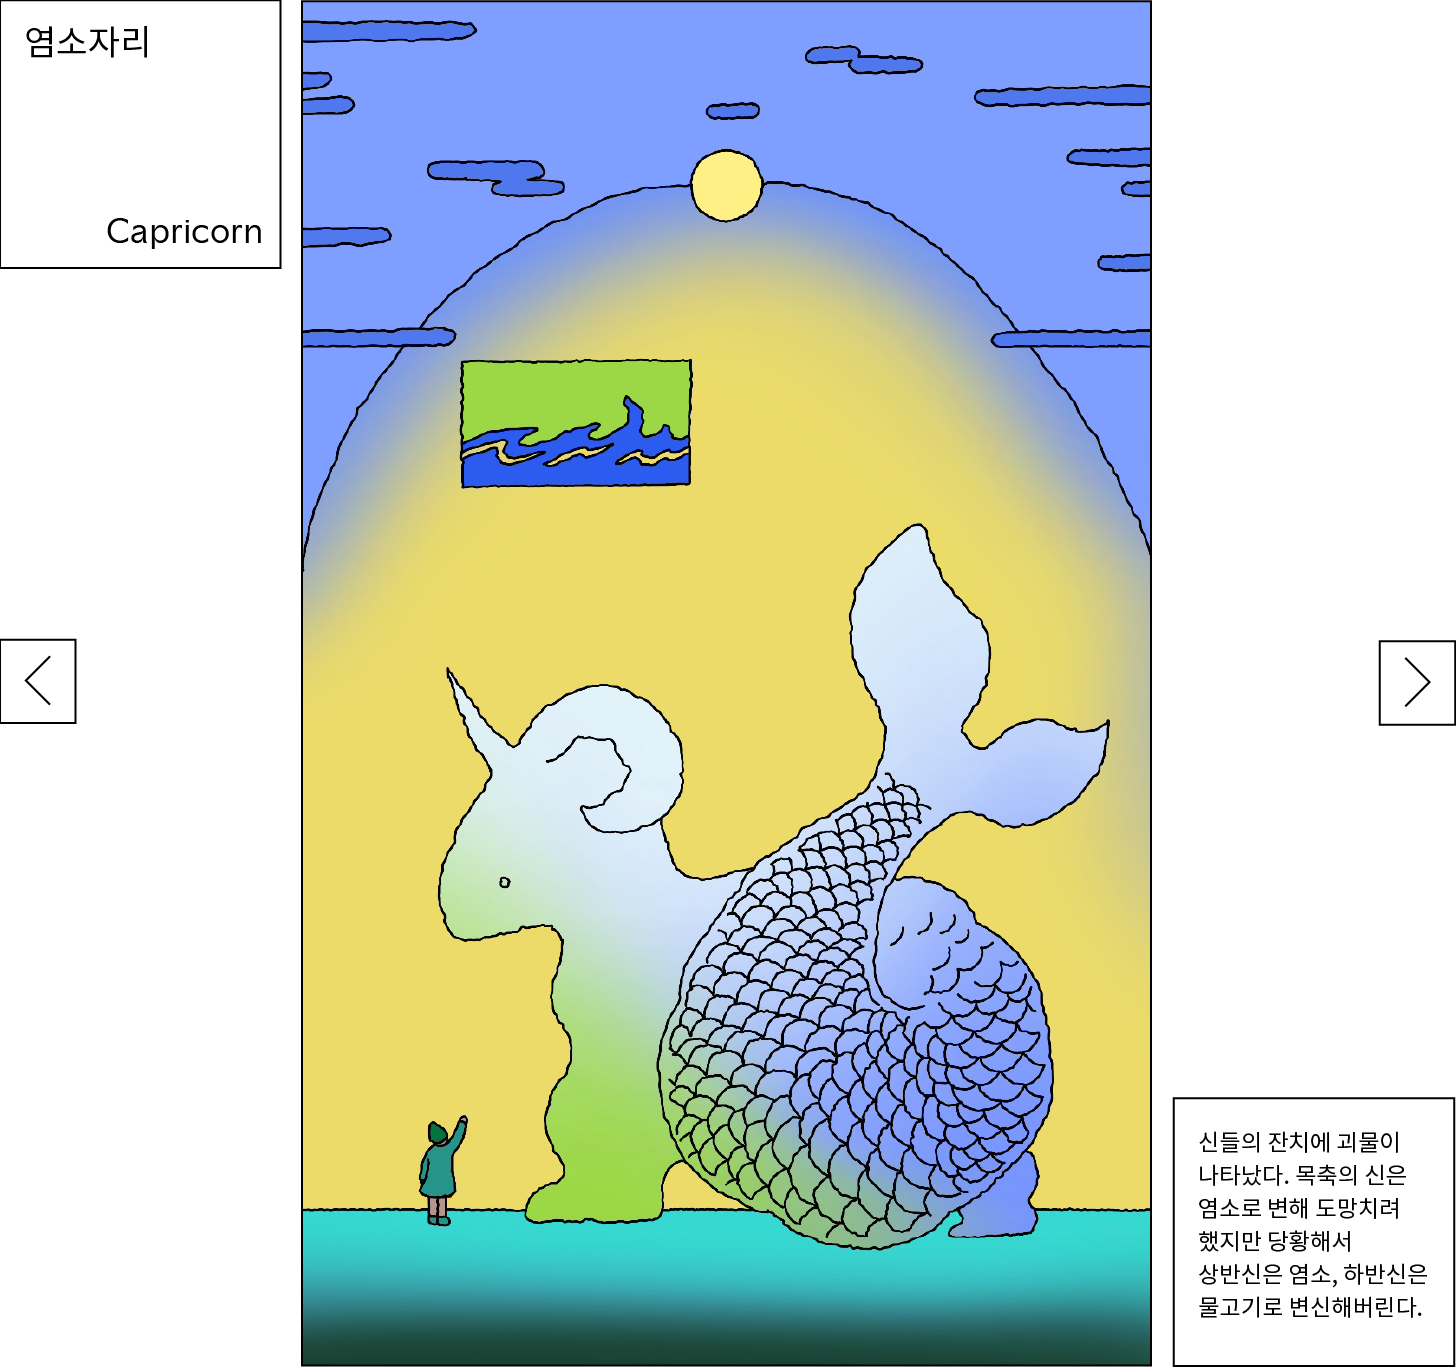 염소자리
Capricorn
신들의 잔치에 괴물이
나타났다. 목축의 신은
염소로 변해 도망치려
했지만 당황해서
상반신은 염소, 하반신은
물고기로 변신해버린다.